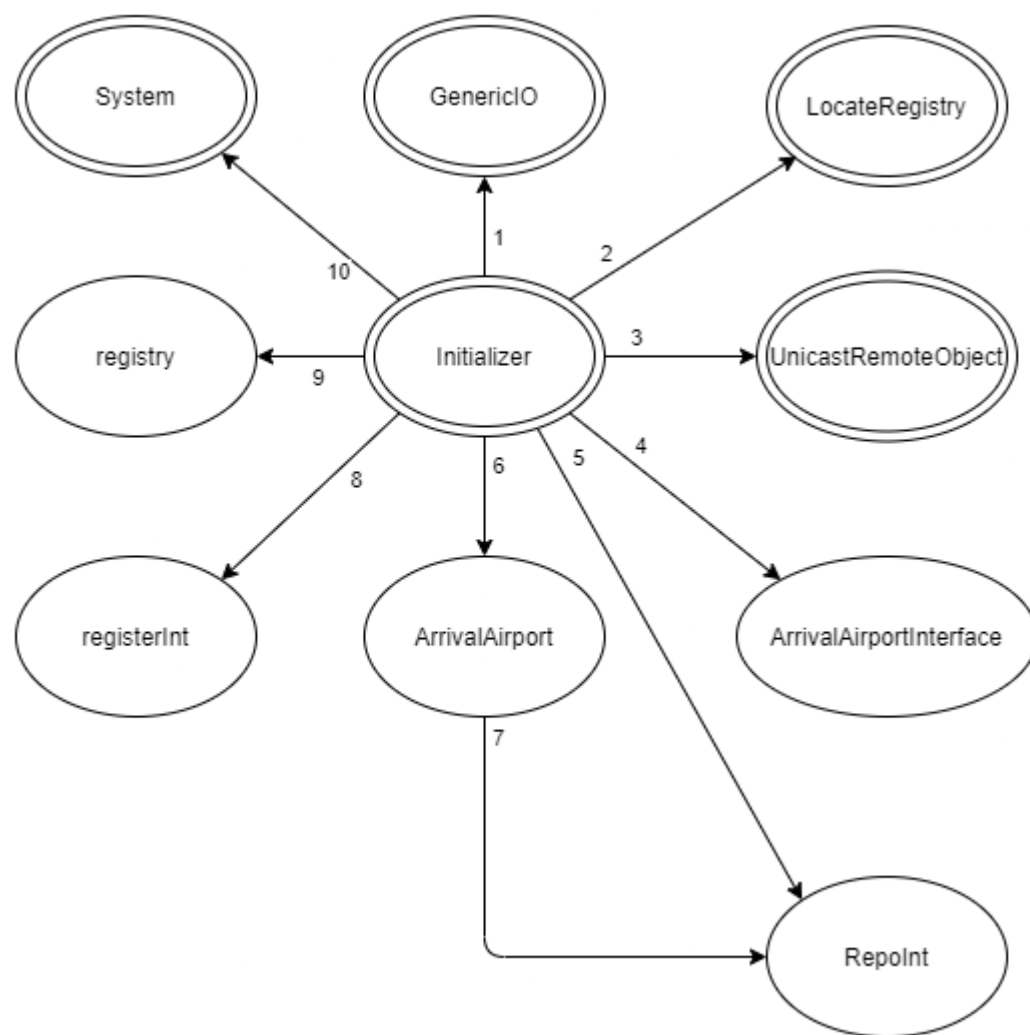 System
GenericIO
LocateRegistry
1
2
10
registry
Initializer
3
UnicastRemoteObject
9
8
6
5
4
registerInt
ArrivalAirport
ArrivalAirportInterface
7
RepoInt